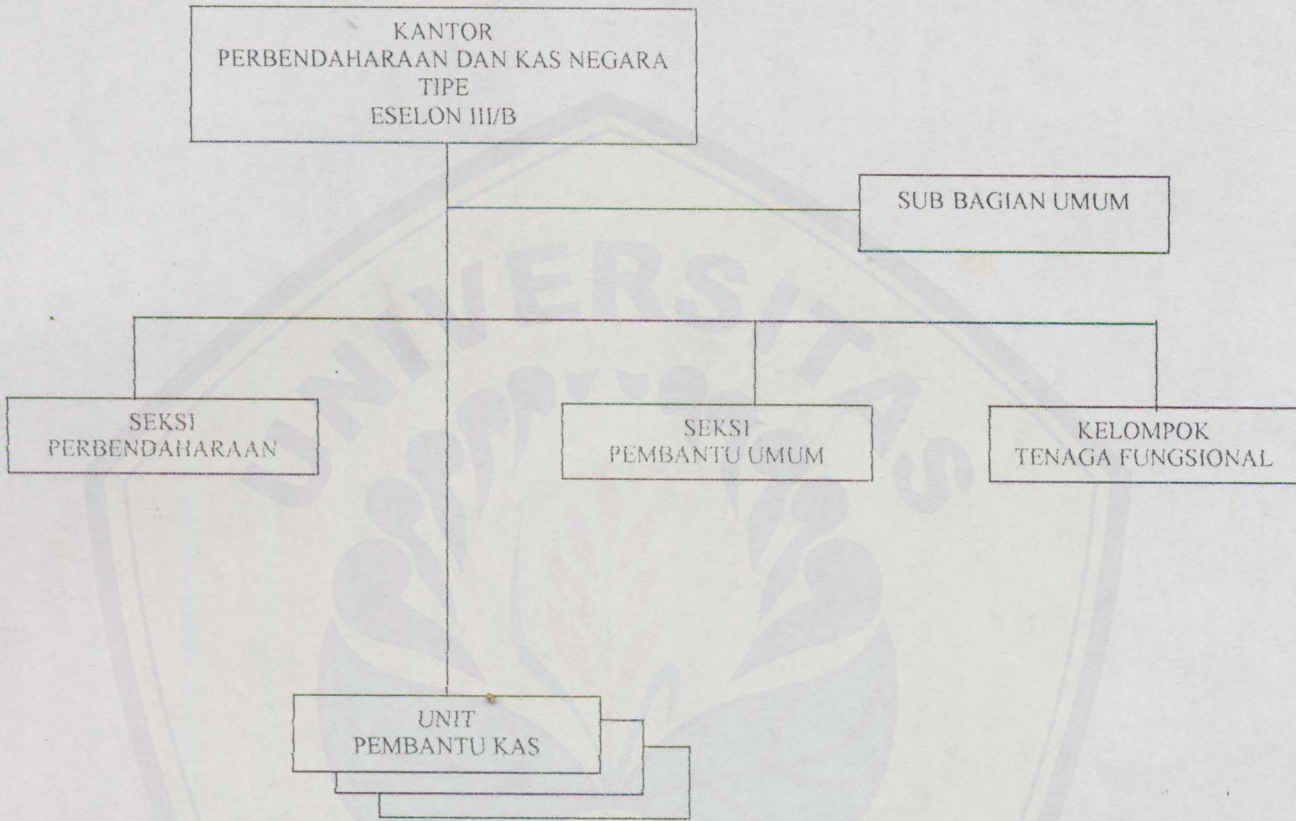 KANTOR
PERBENDAHARAAN DAN KAS NEGARA
TIPE
ESELON III/B
SUB BAGIAN UMUM
UNIVERSITAS
SEKSI
PERBENDAHARAAN
SEKSI
PEMBANTU UMUM
KELOMPOK
TENAGA FUNGSIONAL
UNIT
PEMBANTU KAS